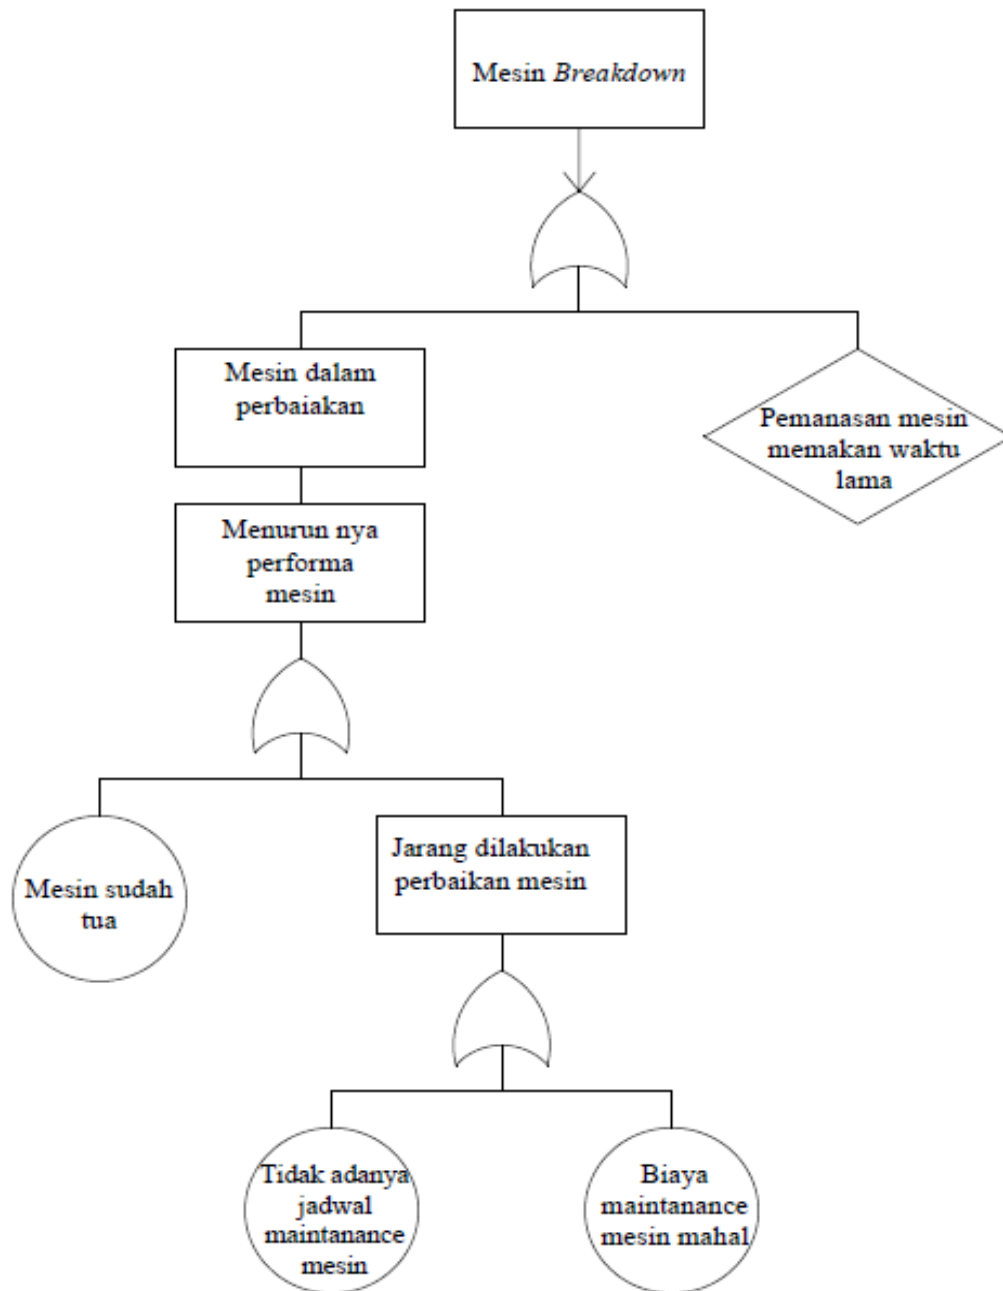 Mesin Breakdown
Mesin dalam
perbaiakan
Pemanasan mesin
memakan waktu
lama
Menurun nya
performa
mesin
Mesin sudah
tua
Jarang dilakukan
perbaikan mesin
Tidak adanya
jadwal
maintanance
mesin
Biaya
maintanance
mesin mahal